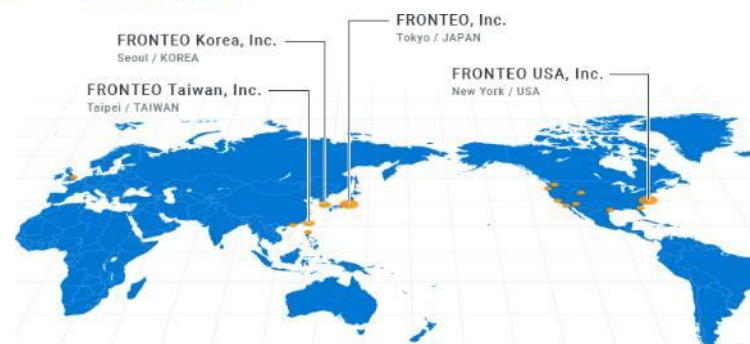 FRONTEO, Inc.
Tokyo / JAPAN
FRONTEO Korea, Inc.
Seoul / KOREA
FRONTEO USA, Inc.
New York / USA
FRONTEO Taiwan, Inc.
Taipei / TAIWAN